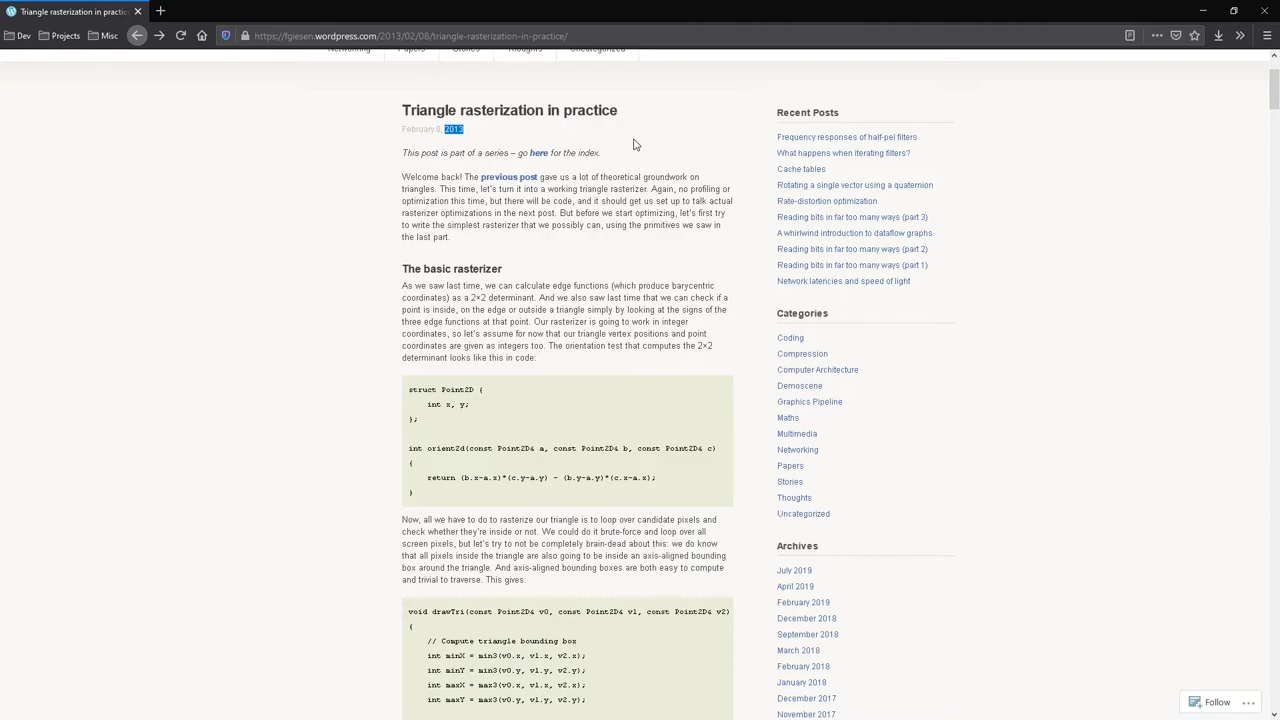 Triangle rasterization in practice
Dev
Projects
Misc
https://fgiesen.wordpress.com/2013/02/08/triangle-rasterization-in-practice/
Networking
Papers
Stories
Thoughts
Uncategorized
Triangle rasterization in practice
February 8, 2013
This post is part of a series – go here for the index.
Welcome back! The previous post gave us a lot of theoretical groundwork on
triangles. This time, let's turn it into a working triangle rasterizer. Again, no profiling or
optimization this time, but there will be code, and it should get us set up to talk actual
rasterizer optimizations in the next post. But before we start optimizing, let's first try
to write the simplest rasterizer that we possibly can, using the primitives we saw in
the last part.
The basic rasterizer
As we saw last time, we can calculate edge functions (which produce barycentric
coordinates) as a 2×2 determinant. And we also saw last time that we can check if a
point is inside, on the edge or outside a triangle simply by looking at the signs of the
three edge functions at that point. Our rasterizer is going to work in integer
coordinates, so let's assume for now that our triangle vertex positions and point
coordinates are given as integers too. The orientation test that computes the 2×2
determinant looks like this in code:
struct Point2D {
int x, y;
};
int orient2d(const Point2D& a, const Point2D& b, const Point2D& c)
{
return (b.x-a.x)*(c.y-a.y) - (b.y-a.y)*(c.x-a.x);
}
Now, all we have to do to rasterize our triangle is to loop over candidate pixels and
check whether they're inside or not. We could do it brute-force and loop over all
screen pixels, but let's try to not be completely brain-dead about this: we do know
that all pixels inside the triangle are also going to be inside an axis-aligned bounding
box around the triangle. And axis-aligned bounding boxes are both easy to compute
and trivial to traverse. This gives:
void drawTri(const Point2D& v0, const Point2D& v1, const Point2D& v2)
{
// Compute triangle bounding box
int minX = min3(v0.x, v1.x, v2.x);
int minY = min3(v0.y, v1.y, v2.y);
int maxX = max3(v0.x, v1.x, v2.x);
int maxY = max3(v0.y, v1.y, v2.y);
Recent Posts
Frequency responses of half-pel filters
What happens when iterating filters?
Cache tables
Rotating a single vector using a quaternion
Rate-distortion optimization
Reading bits in far too many ways (part 3)
A whirlwind introduction to dataflow graphs
Reading bits in far too many ways (part 2)
Reading bits in far too many ways (part 1)
Network latencies and speed of light
Categories
Coding
Compression
Computer Architecture
Demoscene
Graphics Pipeline
Maths
Multimedia
Networking
Papers
Stories
Thoughts
Uncategorized
Archives
July 2019
April 2019
February 2019
December 2018
September 2018
March 2018
February 2018
January 2018
December 2017
November 2017
Follow